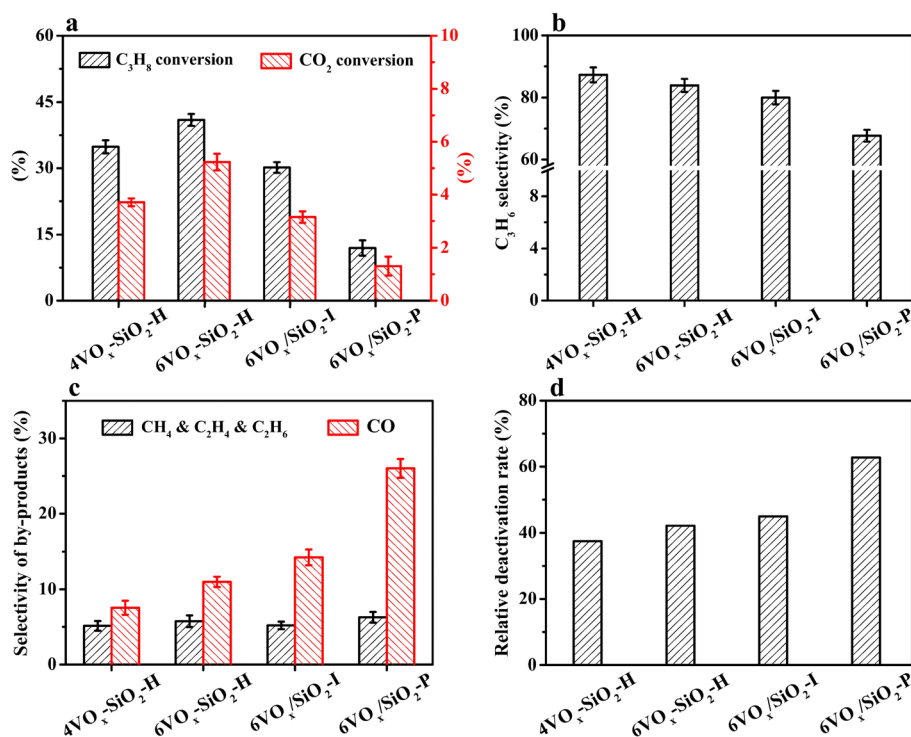 a
C₃H₈ conversion
CO₂ conversion
(%)
60
45
30
15
0
(%)
10
8
6
4
2
0
4VOₓ-SiO₂-H
6VOₓ-SiO₂-H
6VOₓ/SiO₂-I
6VOₓ/SiO₂-P
b
C₃H₆ selectivity (%)
100
80
60
8
4
0
4VOₓ-SiO₂-H
6VOₓ-SiO₂-H
6VOₓ/SiO₂-I
6VOₓ/SiO₂-P
c
CH₄ & C₂H₄ & C₂H₆
CO
Selectivity of by-products (%)
30
20
10
0
4VOₓ-SiO₂-H
6VOₓ-SiO₂-H
6VOₓ/SiO₂-I
6VOₓ/SiO₂-P
d
Relative deactivation rate (%)
80
60
40
20
0
4VOₓ-SiO₂-H
6VOₓ-SiO₂-H
6VOₓ/SiO₂-I
6VOₓ/SiO₂-P